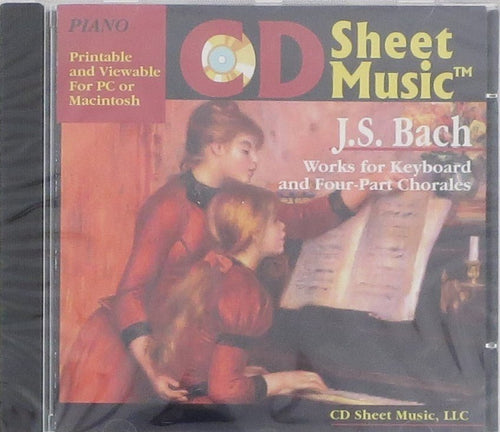 PIANO
Printable
and Viewable
For PC or
Macintosh
CD Sheet
Music™
J.S. Bach
Works for Keyboard
and Four-Part Chorales
CD Sheet Music, LLC